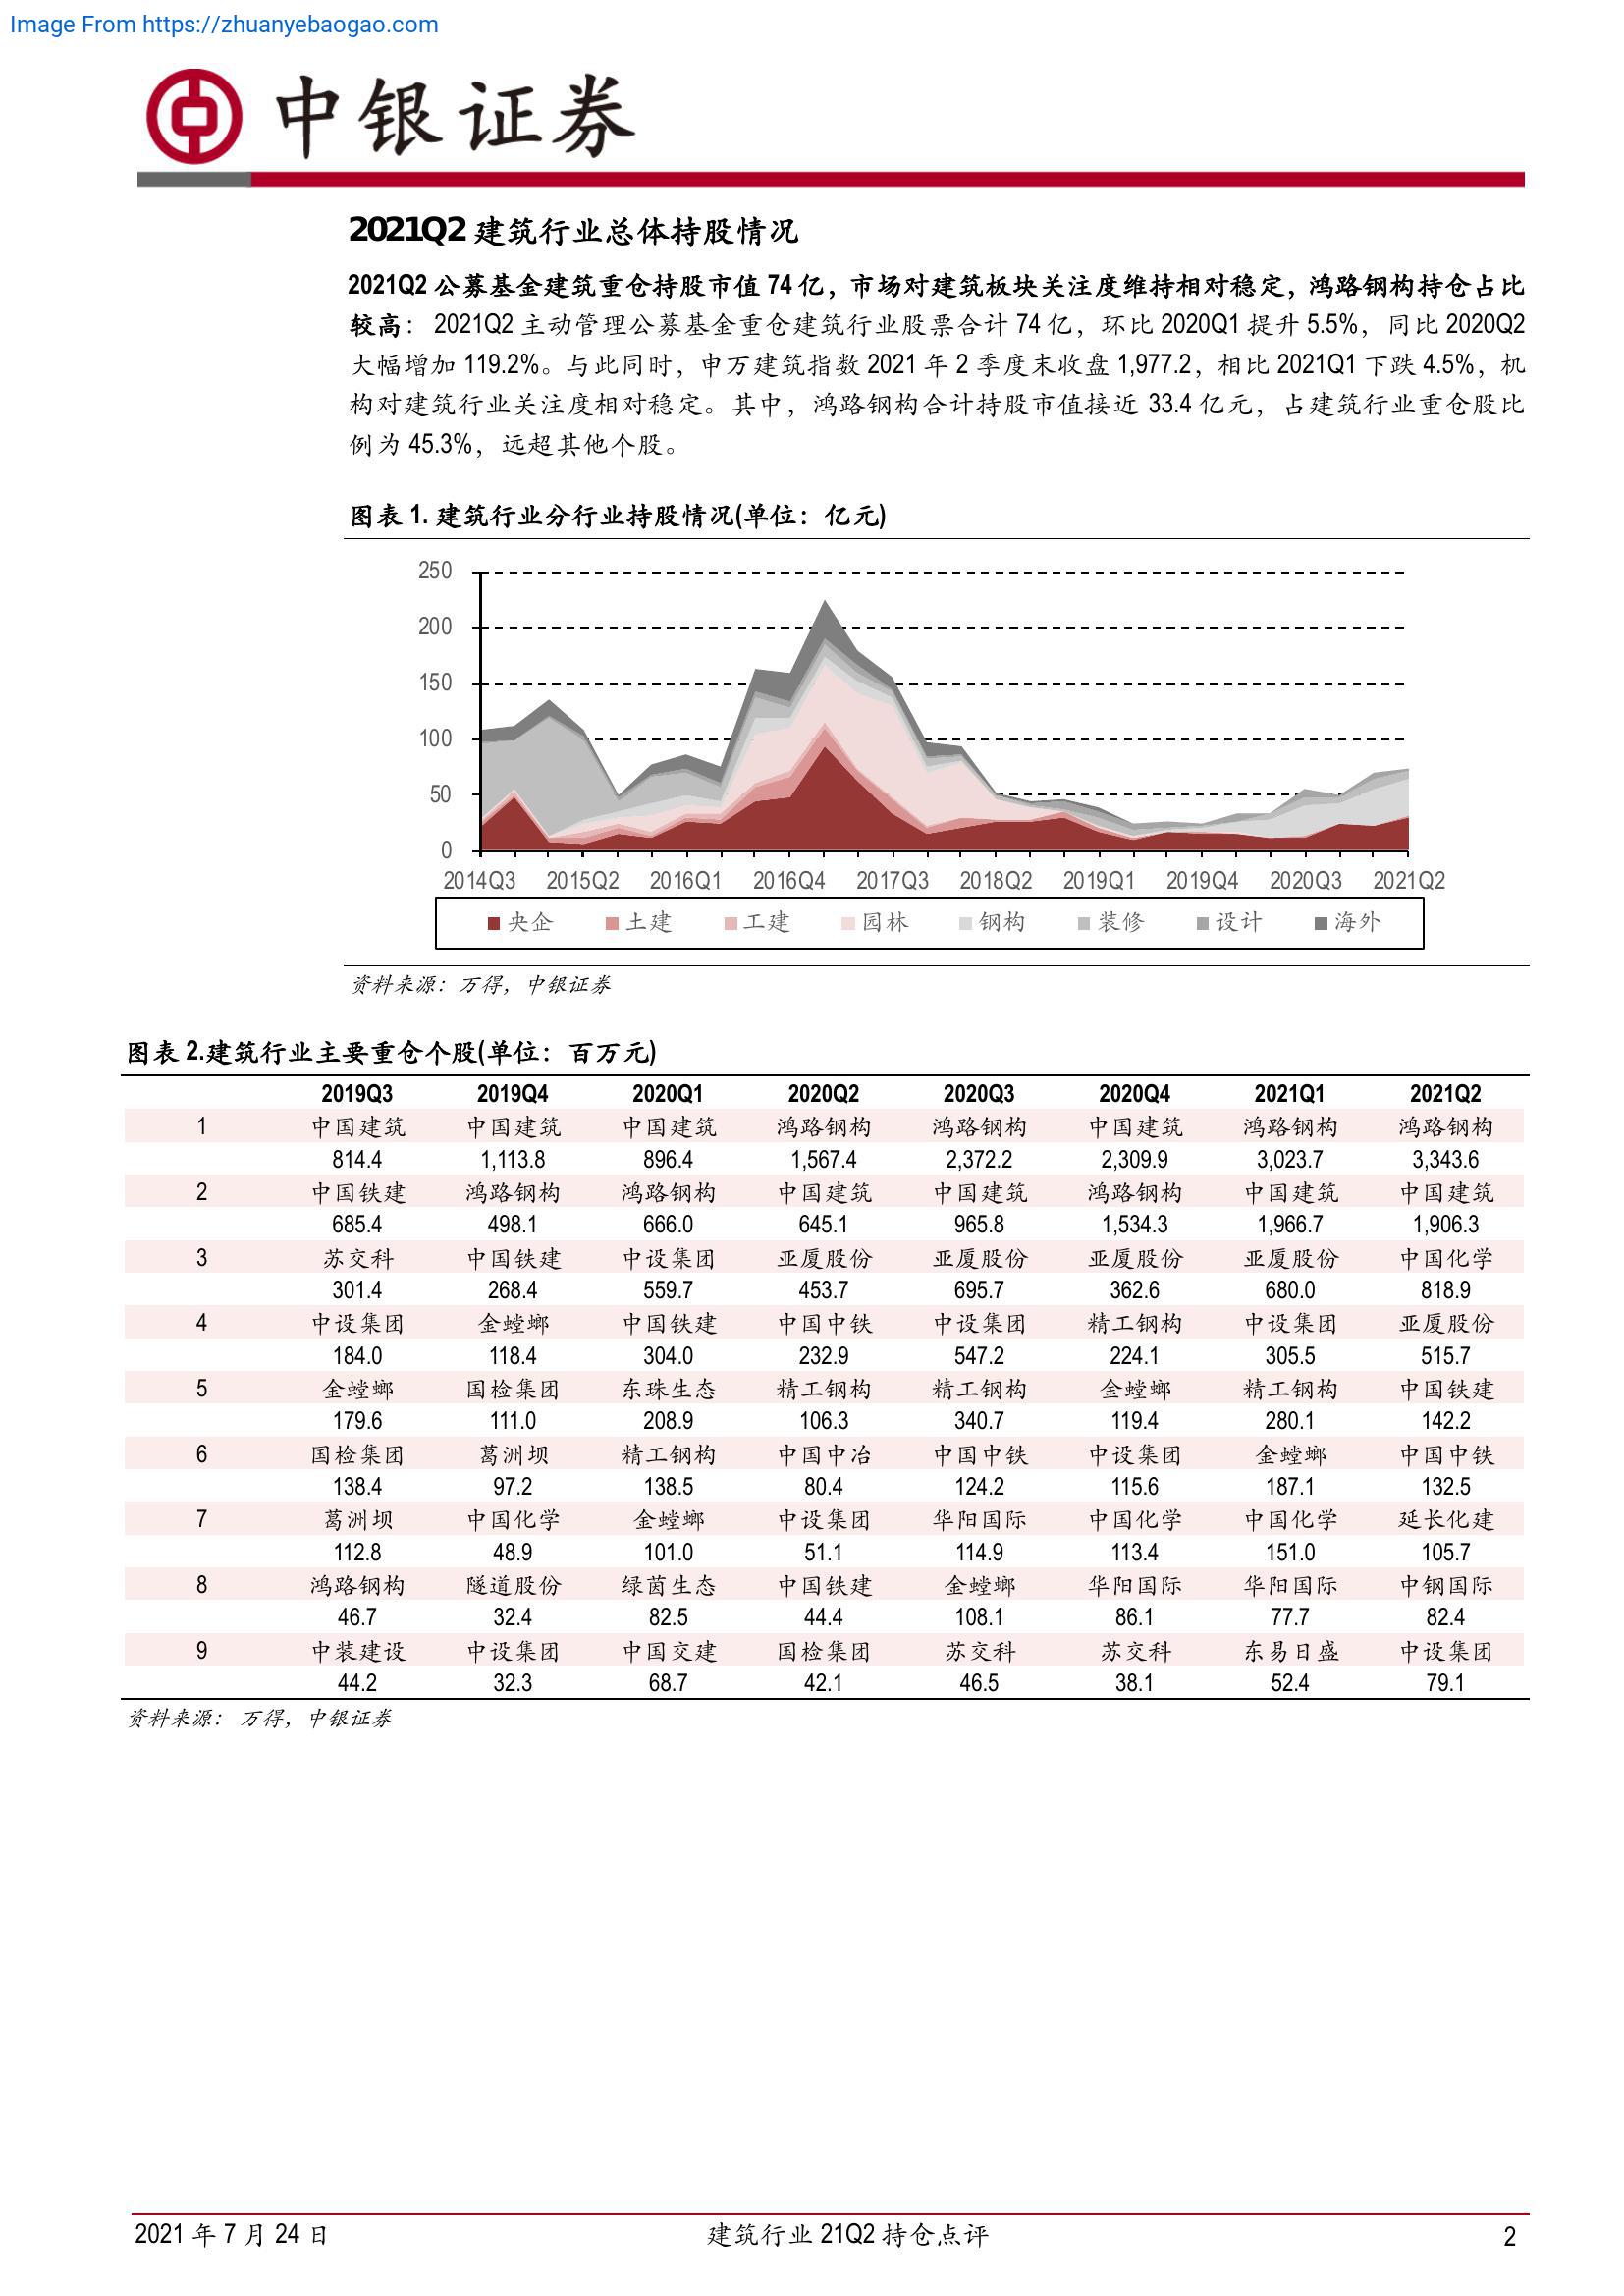 Image From https://zhuanyebaogao.com
中银证券
2021Q2 建筑行业总体持股情况
2021Q2 公募基金建筑重仓持股市值 74 亿，市场对建筑板块关注度维持相对稳定，鸿路钢构持仓占比
较高： 2021Q2 主动管理公募基金重仓建筑行业股票合计 74 亿，环比 2020Q1 提升 5.5%，同比 2020Q2
大幅增加 119.2%。与此同时，申万建筑指数 2021 年 2 季度末收盘 1,977.2，相比 2021Q1 下跌 4.5%，机
构对建筑行业关注度相对稳定。其中，鸿路钢构合计持股市值接近 33.4 亿元，占建筑行业重仓股比
例为 45.3%，远超其他个股。
图表 1. 建筑行业分行业持股情况(单位：亿元)
250
200
150
100
50
0
2014Q3 2015Q2 2016Q1 2016Q4 2017Q3 2018Q2 2019Q1 2019Q4 2020Q3 2021Q2
央企 土建 工建 园林 钢构 装修 设计 海外
资料来源：万得，中银证券
图表 2.建筑行业主要重仓个股(单位：百万元)
2019Q3 2019Q4 2020Q1 2020Q2 2020Q3 2020Q4 2021Q1 2021Q2
1 中国建筑 中国建筑 中国建筑 鸿路钢构 鸿路钢构 中国建筑 鸿路钢构 鸿路钢构
814.4 1,113.8 896.4 1,567.4 2,372.2 2,309.9 3,023.7 3,343.6
2 中国铁建 鸿路钢构 鸿路钢构 中国建筑 中国建筑 鸿路钢构 中国建筑 中国建筑
685.4 498.1 666.0 645.1 965.8 1,534.3 1,966.7 1,906.3
3 苏交科 中国铁建 中设集团 亚厦股份 亚厦股份 亚厦股份 亚厦股份 中国化学
301.4 268.4 559.7 453.7 695.7 362.6 680.0 818.9
4 中设集团 金螳螂 中国铁建 中国中铁 中设集团 精工钢构 中设集团 亚厦股份
184.0 118.4 304.0 232.9 547.2 224.1 305.5 515.7
5 金螳螂 国检集团 东珠生态 精工钢构 精工钢构 金螳螂 精工钢构 中国铁建
179.6 111.0 208.9 106.3 340.7 119.4 280.1 142.2
6 国检集团 葛洲坝 精工钢构 中国中冶 中国中铁 中设集团 金螳螂 中国中铁
138.4 97.2 138.5 80.4 124.2 115.6 187.1 132.5
7 葛洲坝 中国化学 金螳螂 中设集团 华阳国际 中国化学 中国化学 延长化建
112.8 48.9 101.0 51.1 114.9 113.4 151.0 105.7
8 鸿路钢构 隧道股份 绿茵生态 中国铁建 金螳螂 华阳国际 华阳国际 中钢国际
46.7 32.4 82.5 44.4 108.1 86.1 77.7 82.4
9 中装建设 中设集团 中国交建 国检集团 苏交科 苏交科 东易日盛 中设集团
44.2 32.3 68.7 42.1 46.5 38.1 52.4 79.1
资料来源： 万得，中银证券
2021 年 7 月 24 日 建筑行业 21Q2 持仓点评 2